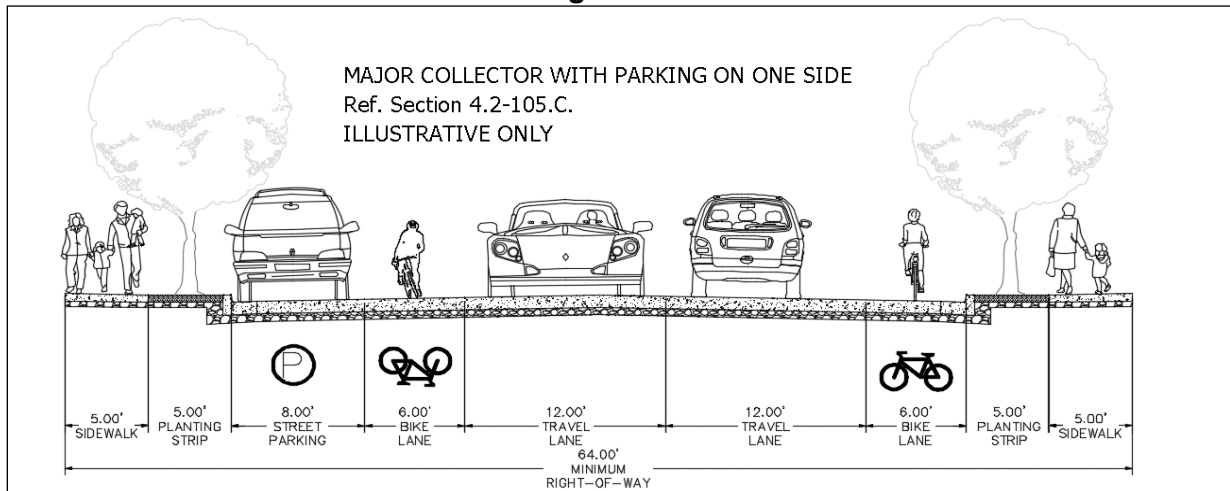 MAJOR COLLECTOR WITH PARKING ON ONE SIDE
Ref. Section 4.2-105.C.
ILLUSTRATIVE ONLY
P
5.00'
SIDEWALK
5.00'
PLANTING
STRIP
8.00'
STREET
PARKING
6.00'
BIKE
LANE
12.00'
TRAVEL
LANE
12.00'
TRAVEL
LANE
6.00'
BIKE
LANE
5.00'
PLANTING
STRIP
5.00'
SIDEWALK
64.00'
MINIMUM
RIGHT-OF-WAY